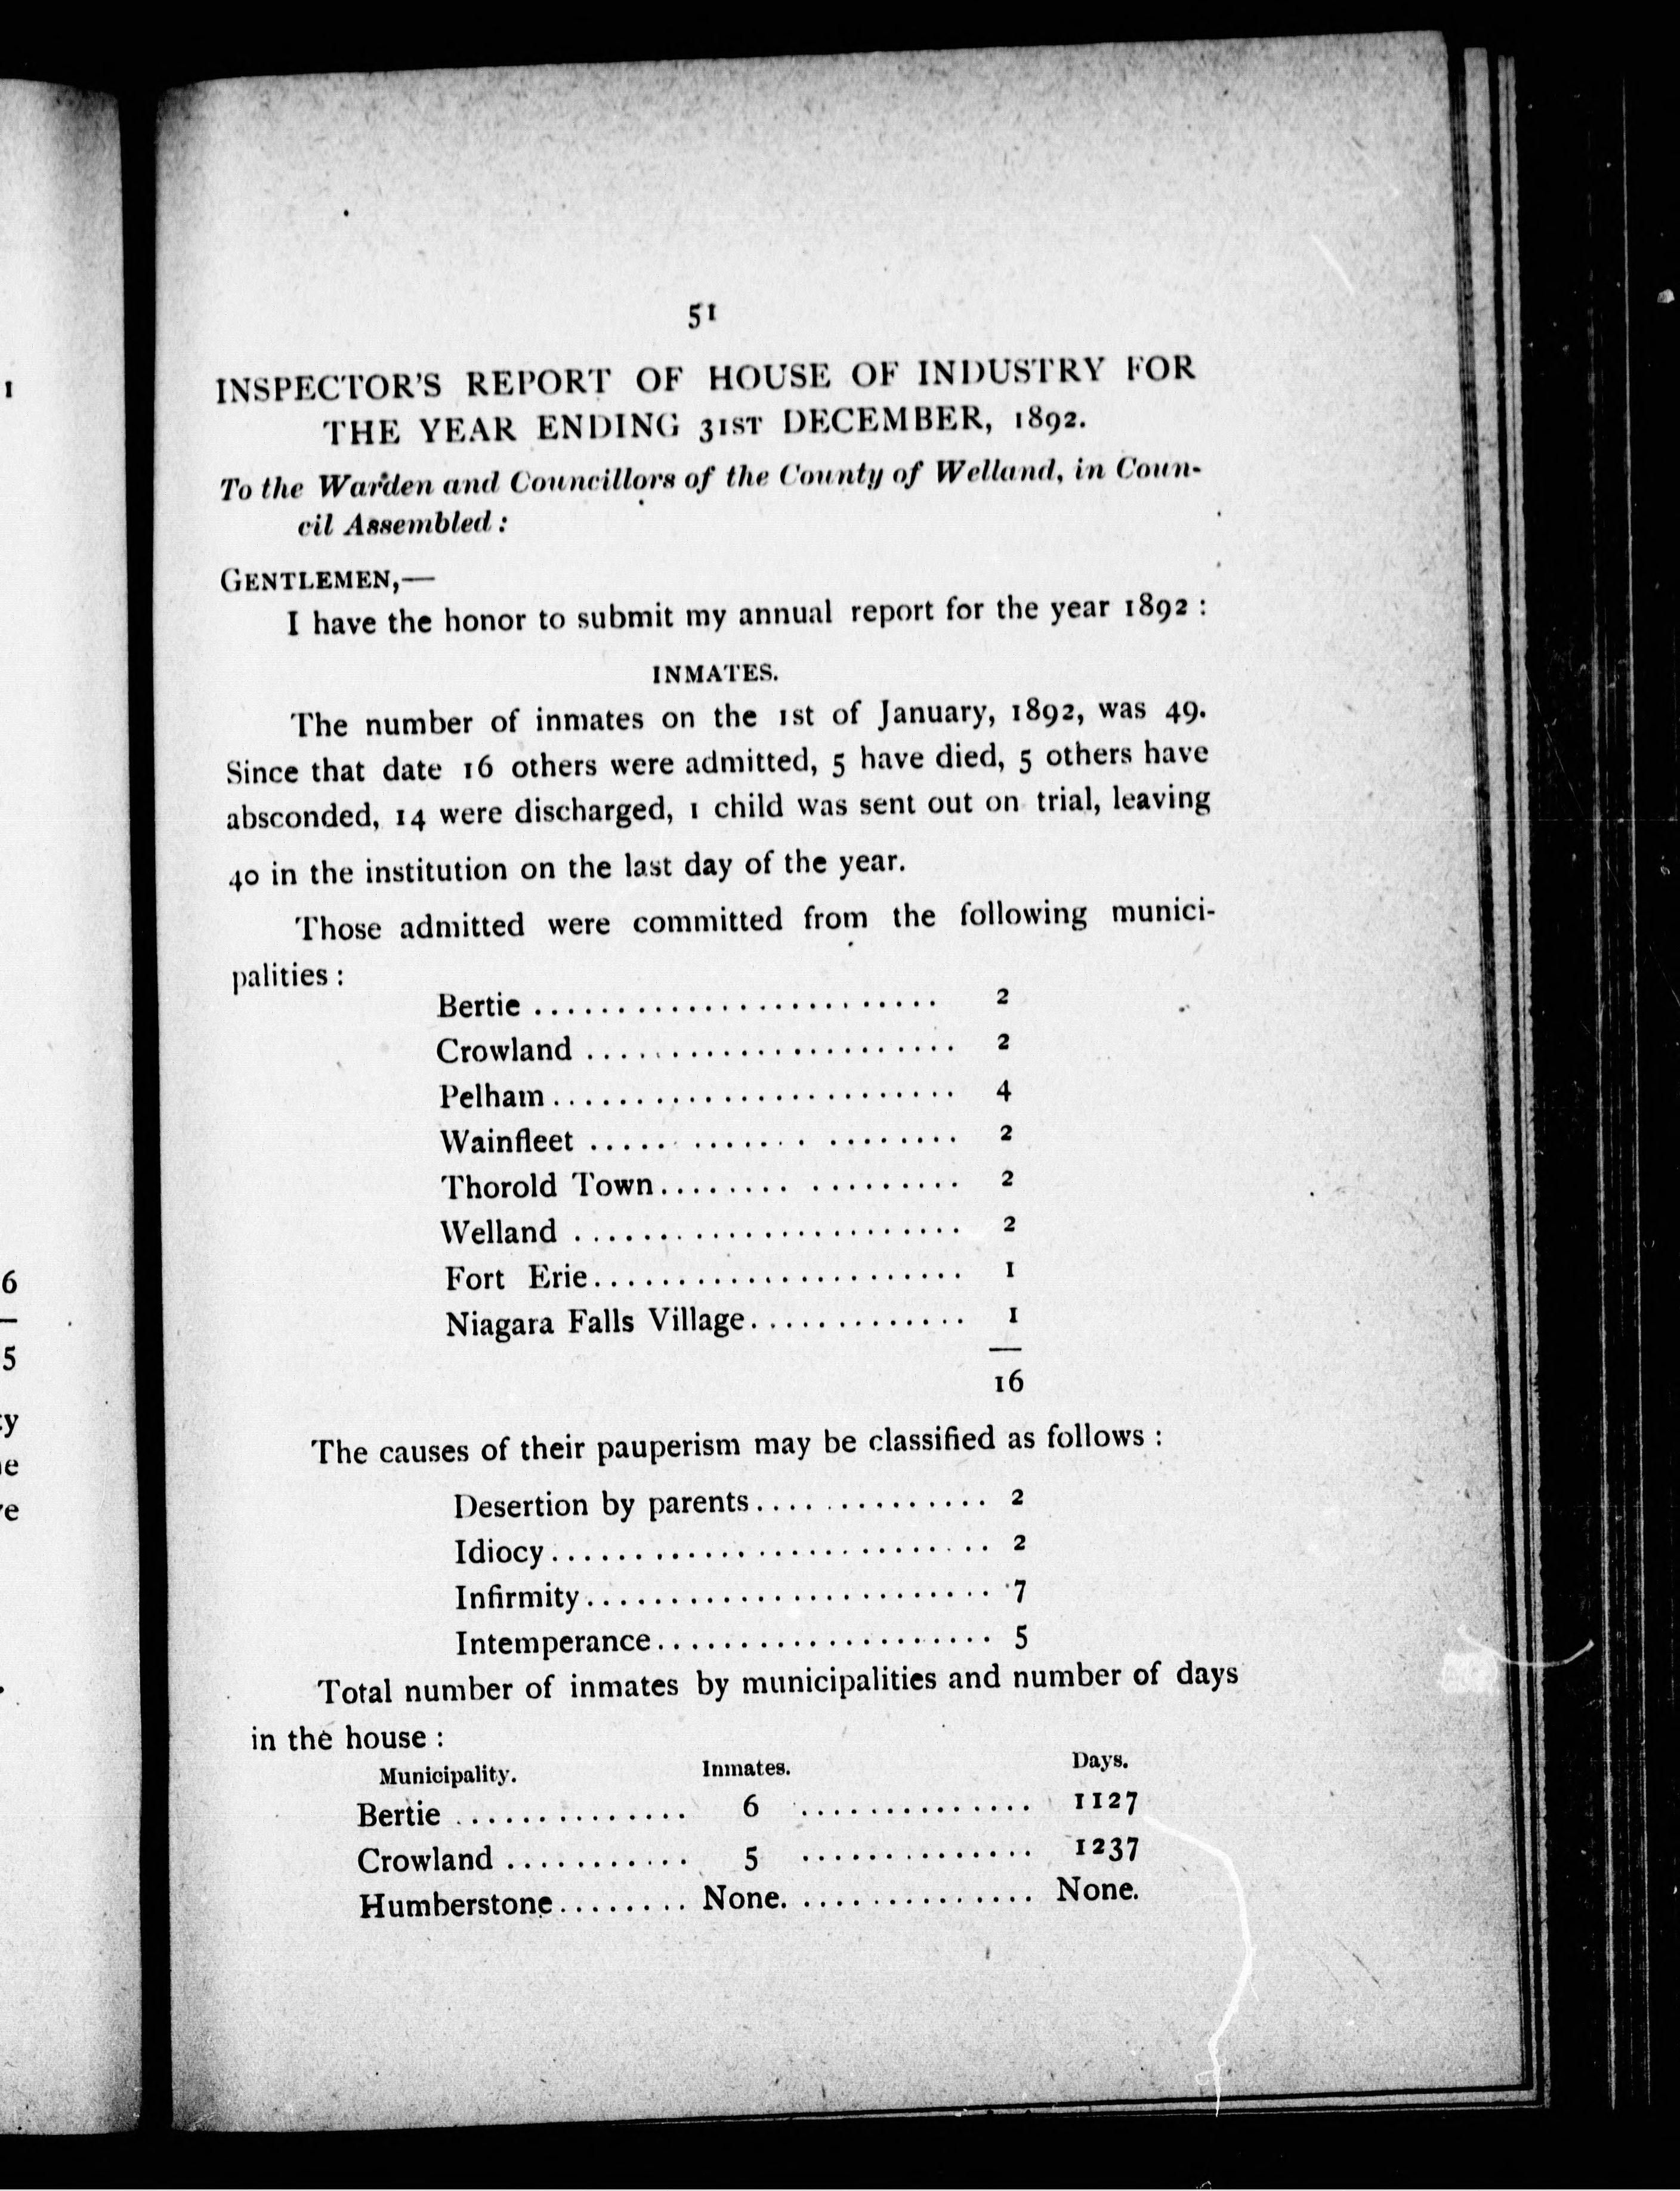 51
INSPECTOR'S REPORT OF HOUSE OF INDUSTRY FOR
THE YEAR ENDING 31ST DECEMBER, 1892.
To the Warden and Councillors of the County of Welland, in Coun-
cil Assembled:
GENTLEMEN,—
I have the honor to submit my annual report for the year 1892 :
INMATES.
The number of inmates on the 1st of January, 1892, was 49.
Since that date 16 others were admitted, 5 have died, 5 others have
absconded, 14 were discharged, 1 child was sent out on trial, leaving
40 in the institution on the last day of the year.
Those admitted were committed from the following munici-
palities :
Bertie ......................... 2
Crowland ....................... 2
Pelham ......................... 4
Wainfleet ....................... 2
Thorold Town................. 2
Welland ........................ 2
Fort Erie....................... 1
Niagara Falls Village............. 1
16
The causes of their pauperism may be classified as follows :
Desertion by parents.............. 2
Idiocy........................... 2
Infirmity......................... 7
Intemperance.................... 5
Total number of inmates by municipalities and number of days
in the house :
Municipality. Inmates. Days.
Bertie .............. 6 .............. 1127
Crowland ........... 5 .............. 1237
Humberstone........ None. .............. None.
1
6
5